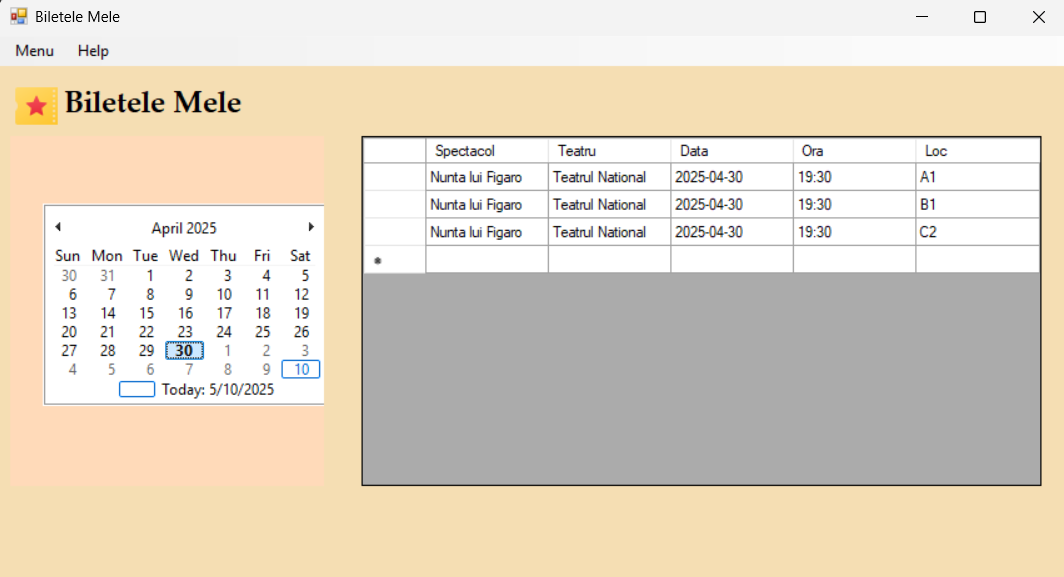 Biletele Mele
Menu Help
Biletele Mele
April 2025
Sun Mon Tue Wed Thu Fri Sat
30 31 1 2 3 4 5
6 7 8 9 10 11 12
13 14 15 16 17 18 19
20 21 22 23 24 25 26
27 28 29 30 1 2 3
4 5 6 7 8 9 10
Today: 5/10/2025
Spectacol Teatru Data Ora Loc
Nunta lui Figaro Teatrul National 2025-04-30 19:30 A1
Nunta lui Figaro Teatrul National 2025-04-30 19:30 B1
Nunta lui Figaro Teatrul National 2025-04-30 19:30 C2